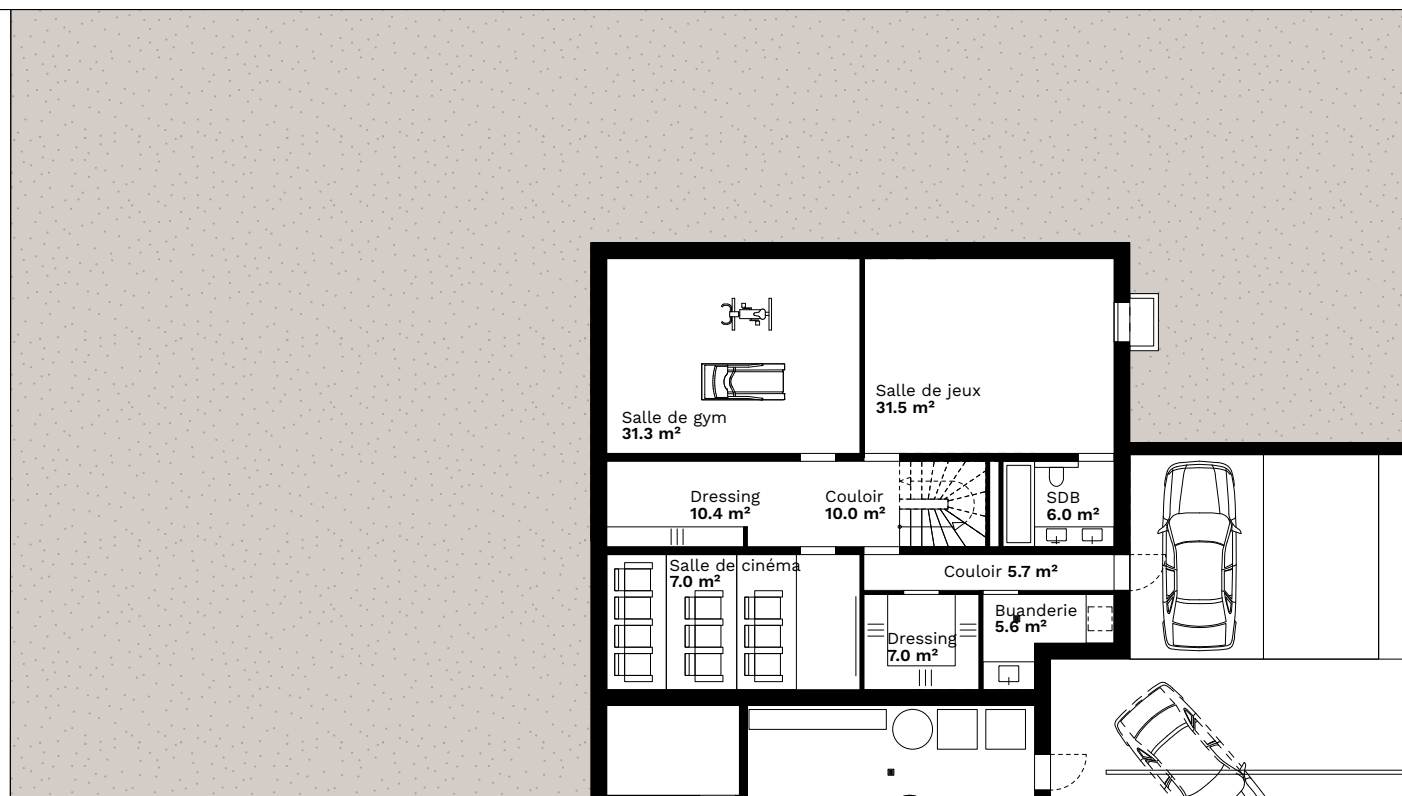 Salle de jeux
31.5 m²
Salle de gym
31.3 m²
Dressing
10.4 m²
Couloir
10.0 m²
SDB
6.0 m²
Salle de cinéma
7.0 m²
Couloir 5.7 m²
Buanderie
5.6 m²
Dressing
7.0 m²